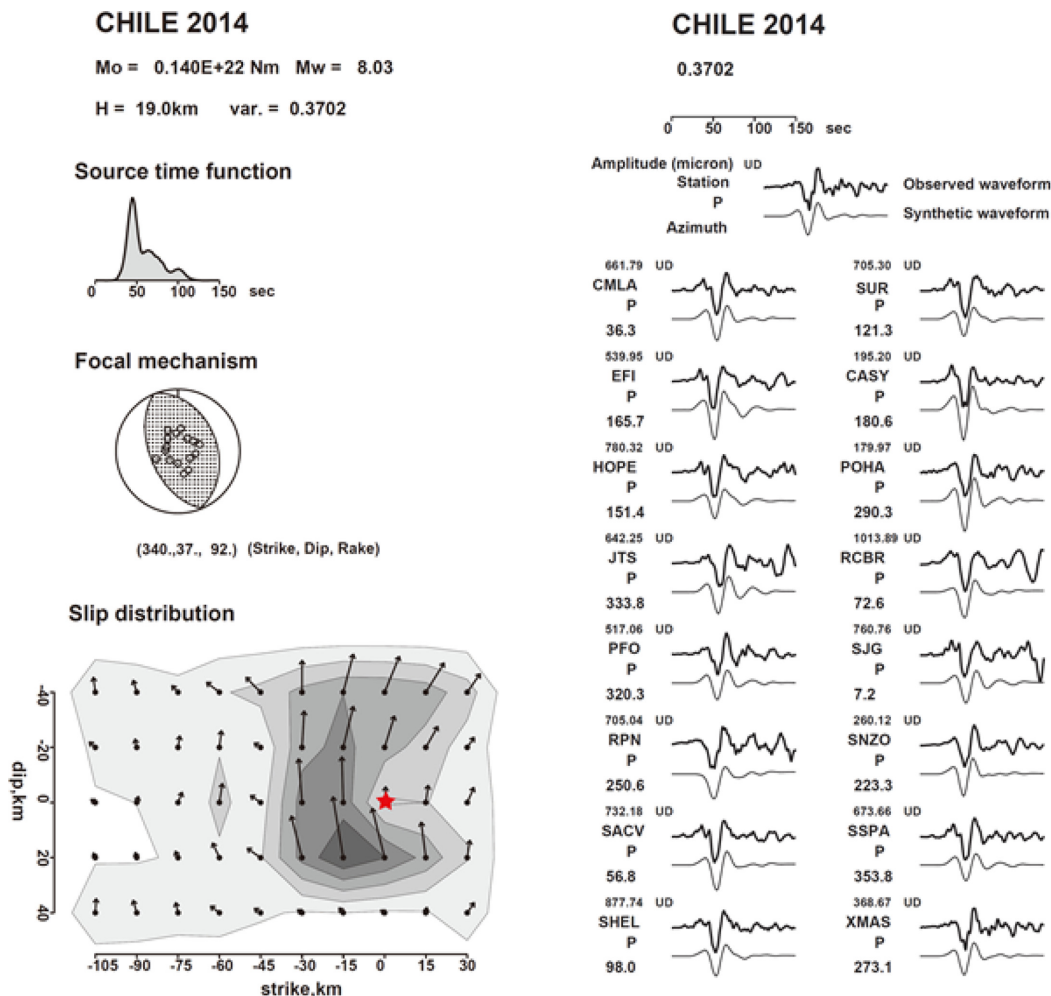 CHILE 2014
Mo = 0.140E+22 Nm Mw = 8.03
H = 19.0km var. = 0.3702
Source time function
0 50 100 150 sec
Focal mechanism
(340.,37., 92.) (Strike, Dip, Rake)
Slip distribution
-40
-20
0
20
40
dip,km
-105 -90 -75 -60 -45 -30 -15 0 15 30
strike,km
CHILE 2014
0.3702
0 50 100 150 sec
Amplitude (micron) UD
Station
P
Azimuth
Observed waveform
Synthetic waveform
661.79 UD
CMLA
P
36.3
539.95 UD
EFI
P
165.7
780.32 UD
HOPE
P
151.4
642.25 UD
JTS
P
333.8
517.06 UD
PFO
P
320.3
705.04 UD
RPN
P
250.6
732.18 UD
SACV
P
56.8
877.74 UD
SHEL
P
98.0
705.30 UD
SUR
P
121.3
195.20 UD
CASY
P
180.6
179.97 UD
POHA
P
290.3
1013.89 UD
RCBR
P
72.6
760.76 UD
SJG
P
7.2
260.12 UD
SNZO
P
223.3
673.66 UD
SSPA
P
353.8
368.67 UD
XMAS
P
273.1